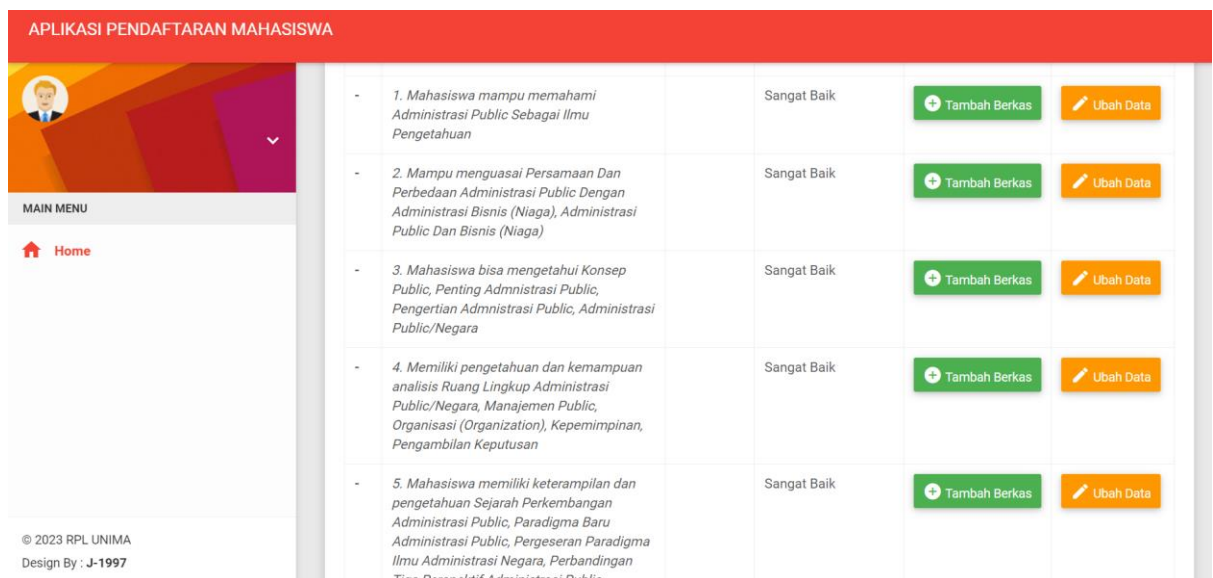 APLIKASI PENDAFTARAN MAHASISWA
MAIN MENU
Home
© 2023 RPL UNIMA
Design By : J-1997
- 1. Mahasiswa mampu memahami Sangat Baik Tambah Berkas Ubah Data
Administrasi Public Sebagai Ilmu
Pengetahuan
- 2. Mampu menguasai Persamaan Dan Sangat Baik Tambah Berkas Ubah Data
Perbedaan Administrasi Public Dengan
Administrasi Bisnis (Niaga), Administrasi
Public Dan Bisnis (Niaga)
- 3. Mahasiswa bisa mengetahui Konsep Sangat Baik Tambah Berkas Ubah Data
Public, Penting Admnistrasi Public,
Pengertian Admnistrasi Public, Administrasi
Public/Negara
- 4. Memiliki pengetahuan dan kemampuan Sangat Baik Tambah Berkas Ubah Data
analisis Ruang Lingkup Administrasi
Public/Negara, Manajemen Public,
Organisasi (Organization), Kepemimpinan,
Pengambilan Keputusan
- 5. Mahasiswa memiliki keterampilan dan Sangat Baik Tambah Berkas Ubah Data
pengetahuan Sejarah Perkembangan
Administrasi Public, Paradigma Baru
Administrasi Public, Pergeseran Paradigma
Ilmu Administrasi Negara, Perbandingan